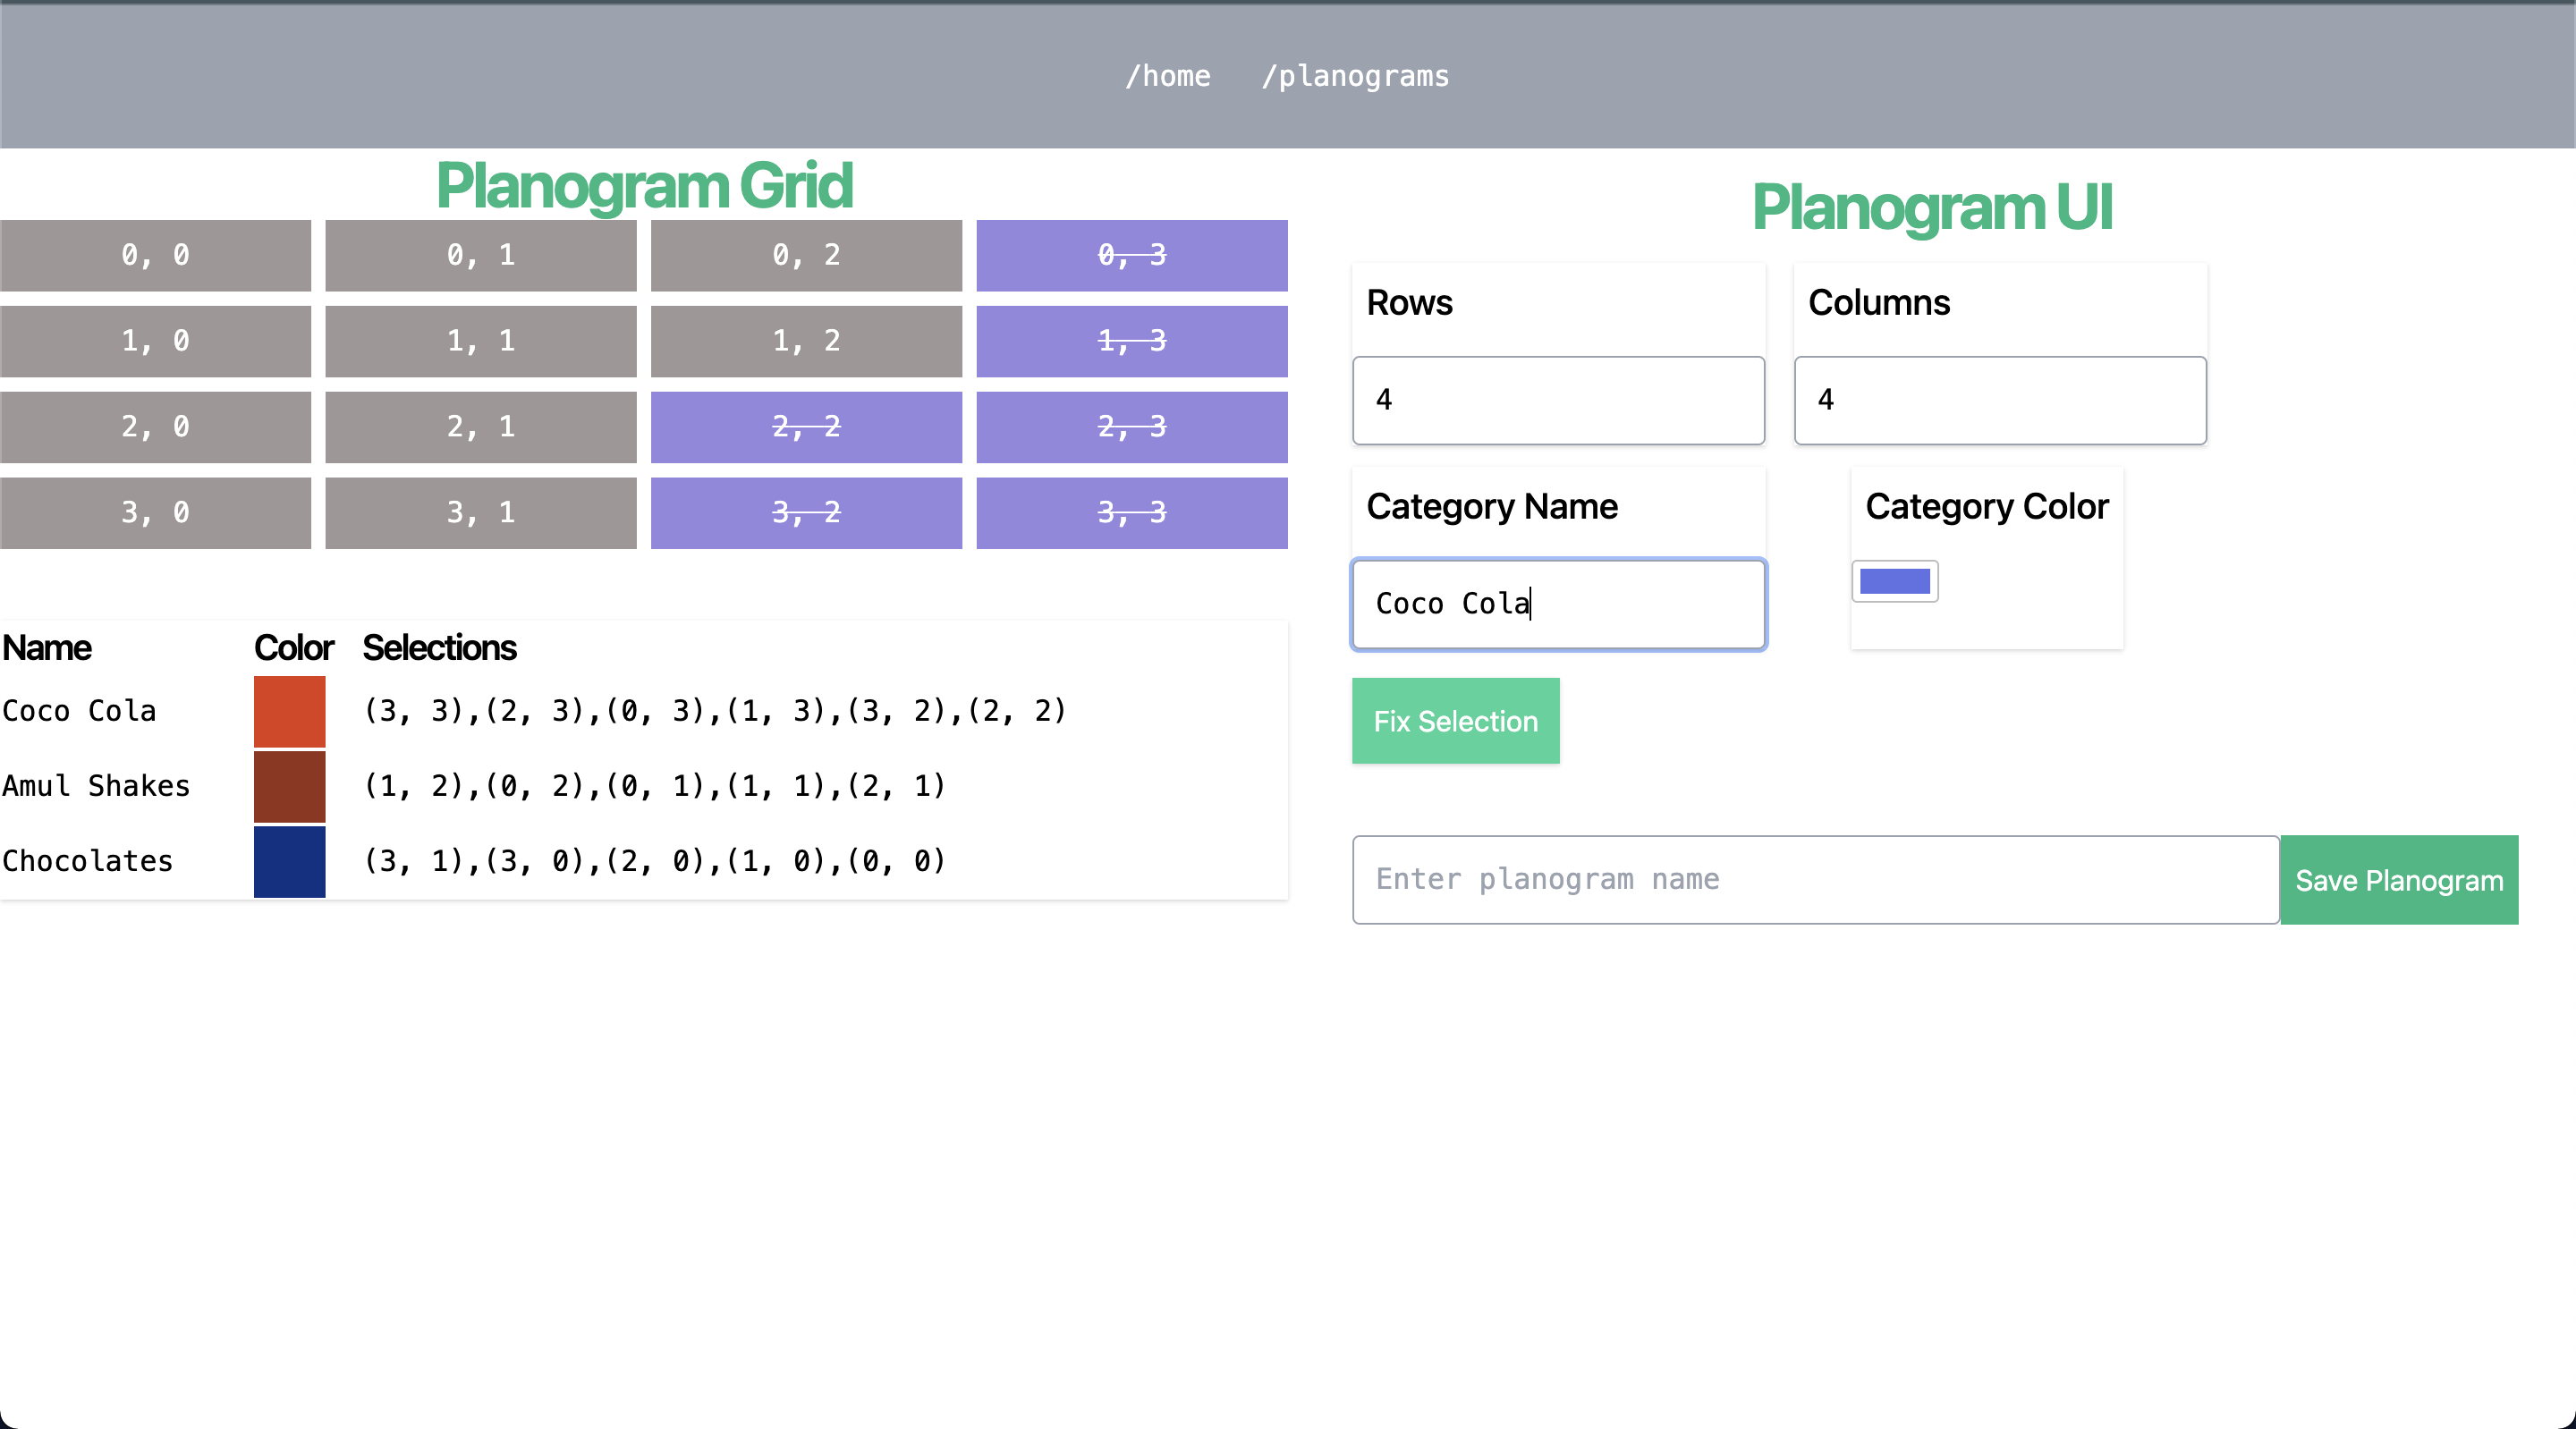 /home /planograms
Planogram Grid
0, 0 0, 1 0, 2 0, 3
1, 0 1, 1 1, 2 1, 3
2, 0 2, 1 2, 2 2, 3
3, 0 3, 1 3, 2 3, 3
Name Color Selections
Coco Cola (3, 3),(2, 3),(0, 3),(1, 3),(3, 2),(2, 2)
Amul Shakes (1, 2),(0, 2),(0, 1),(1, 1),(2, 1)
Chocolates (3, 1),(3, 0),(2, 0),(1, 0),(0, 0)
Planogram UI
Rows Columns
4 4
Category Name Category Color
Coco Cola
Fix Selection
Enter planogram name Save Planogram